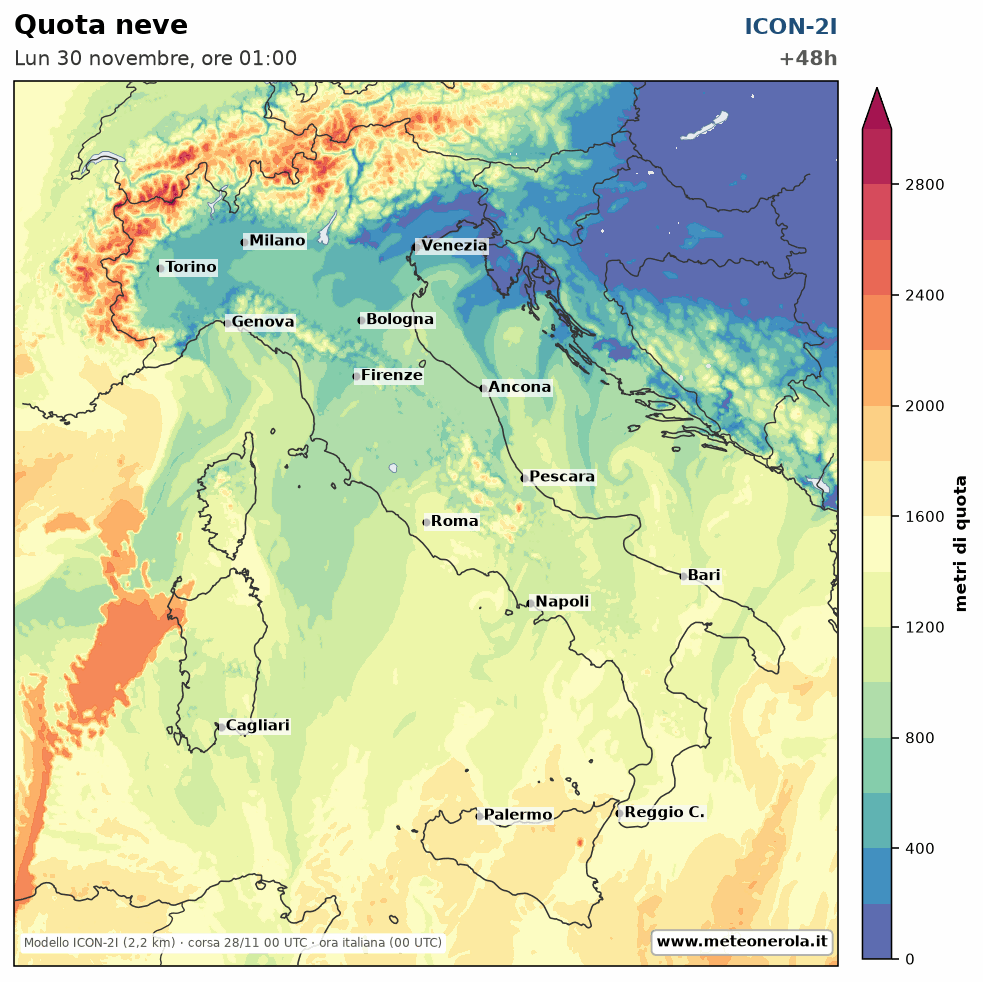 Quota neve
ICON-2I
Lun 30 novembre, ore 01:00
+48h
Milano
Venezia
Torino
Genova
Bologna
Firenze
Ancona
Pescara
Roma
Bari
Napoli
Cagliari
Palermo
Reggio C.
2800
2400
2000
1600
1200
800
400
0
metri di quota
Modello ICON-2I (2,2 km) · corsa 28/11 00 UTC · ora italiana (00 UTC)
www.meteonerola.it